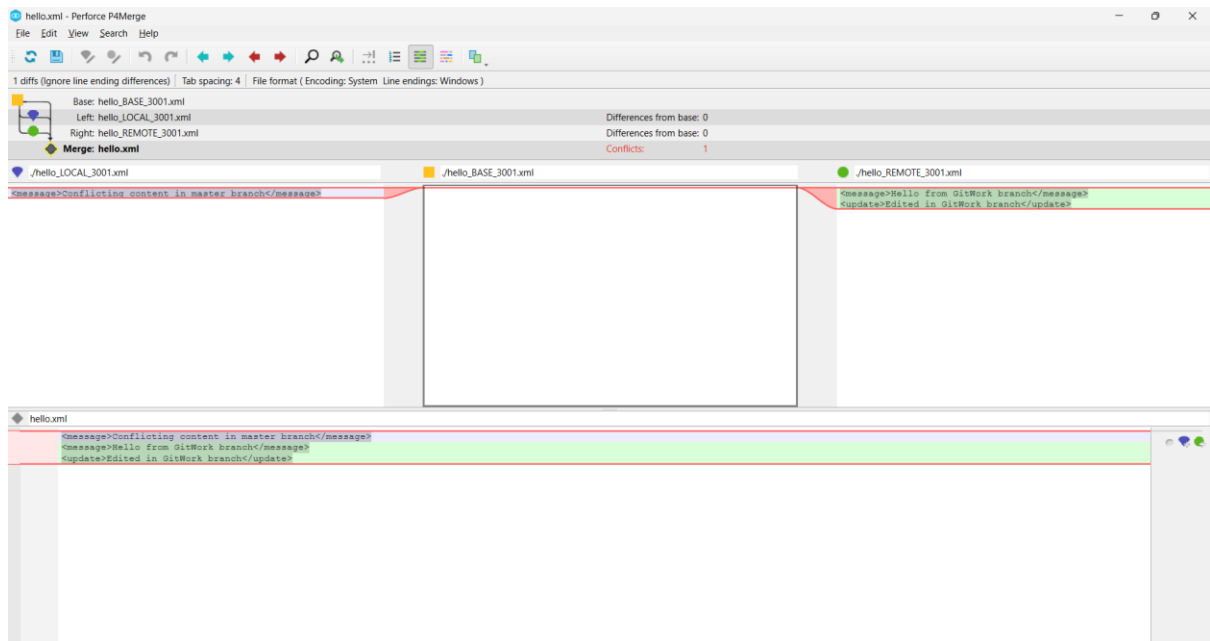 hello.xml - Perforce P4Merge
File Edit View Search Help
1 diffs (Ignore line ending differences) Tab spacing: 4 File format ( Encoding: System Line endings: Windows )
Base: hello_BASE_3001.xml
Left: hello_LOCAL_3001.xml Differences from base: 0
Right: hello_REMOTE_3001.xml Differences from base: 0
Merge: hello.xml Conflicts: 1
./hello_LOCAL_3001.xml ./hello_BASE_3001.xml ./hello_REMOTE_3001.xml
<message>Conflicting content in master branch</message>
<message>Hello from GitWork branch</message>
<update>Edited in GitWork branch</update>
hello.xml
<message>Conflicting content in master branch</message>
<message>Hello from GitWork branch</message>
<update>Edited in GitWork branch</update>